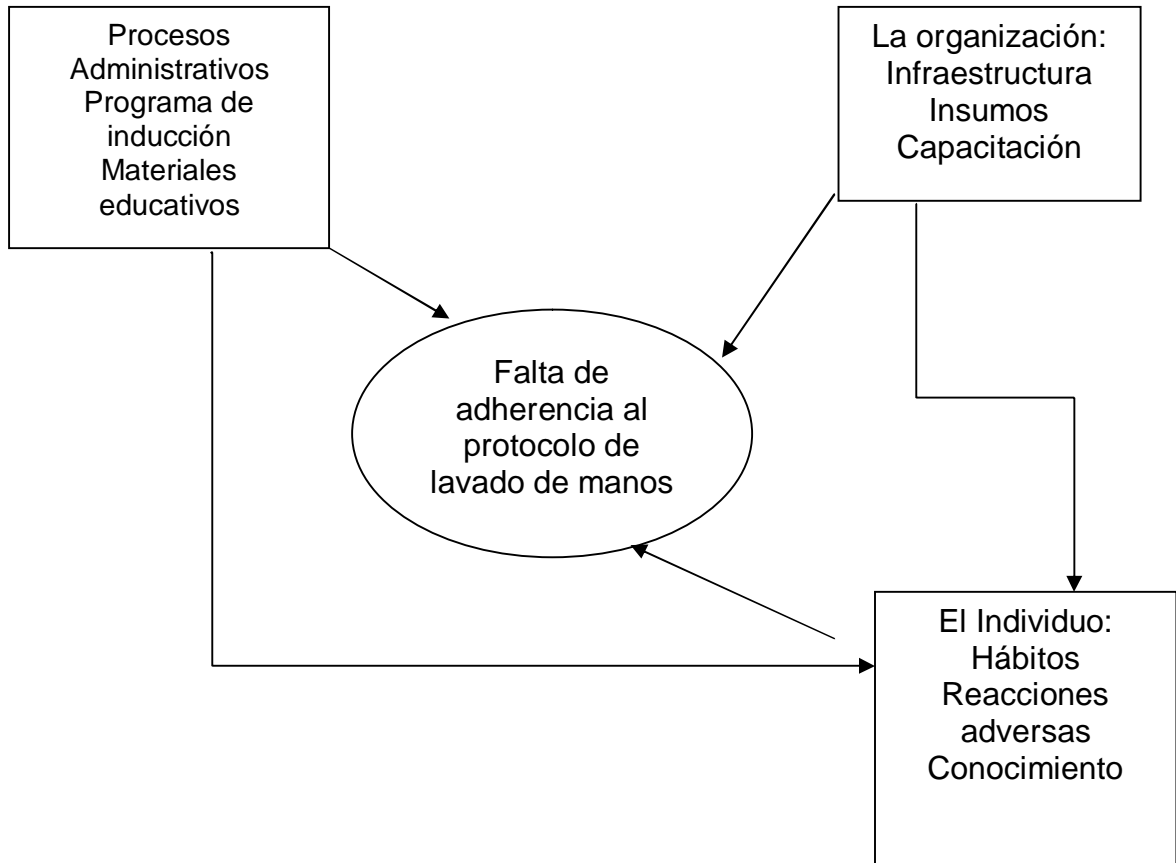 Procesos
Administrativos
Programa de
inducción
Materiales
educativos
La organización:
Infraestructura
Insumos
Capacitación
Falta de
adherencia al
protocolo de
lavado de manos
El Individuo:
Hábitos
Reacciones
adversas
Conocimiento